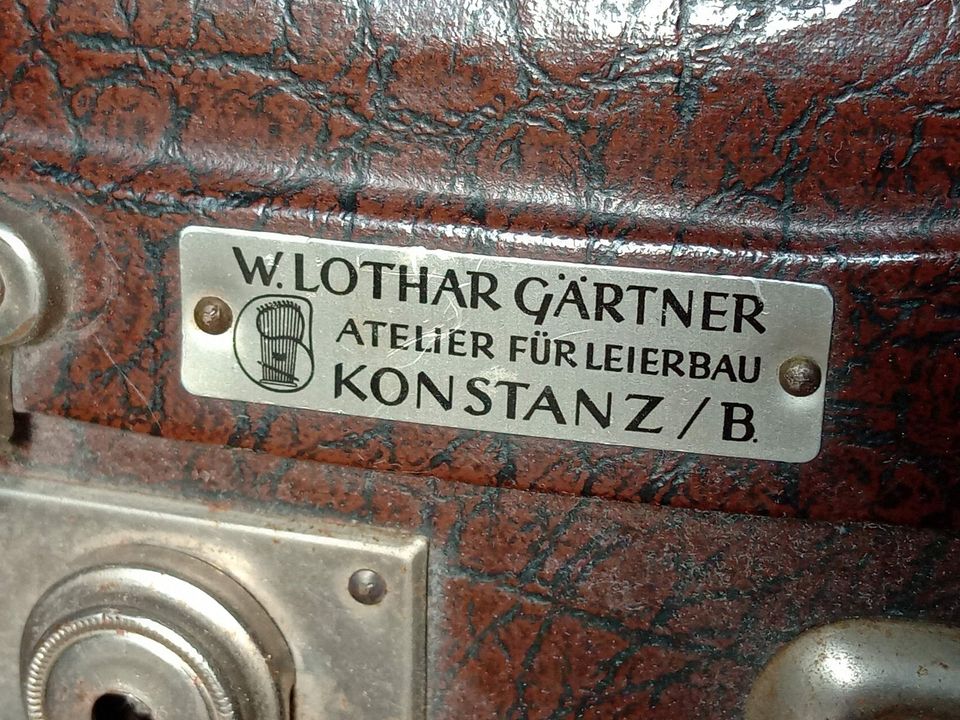 W. LOTHAR GÄRTNER
ATELIER FÜR LEIERBAU
KONSTANZ / B.